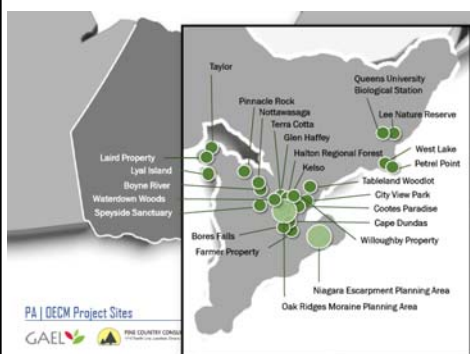 Taylor
Queens University
Biological Station
Pinnacle Rock
Nottawasaga
Terra Cotta
Glen Haffey
Halton Regional Forest
Kelso
Lee Nature Reserve
West Lake
Petrel Point
Laird Property
Lyal Island
Boyne River
Waterdown Woods
Speyside Sanctuary
Tableland Woodlot
City View Park
Cootes Paradise
Cape Dundas
Willoughby Property
Bores Falls
Farmer Property
Niagara Escarpment Planning Area
Oak Ridges Moraine Planning Area
PA | OECM Project Sites
GAEL
PINE COUNTRY